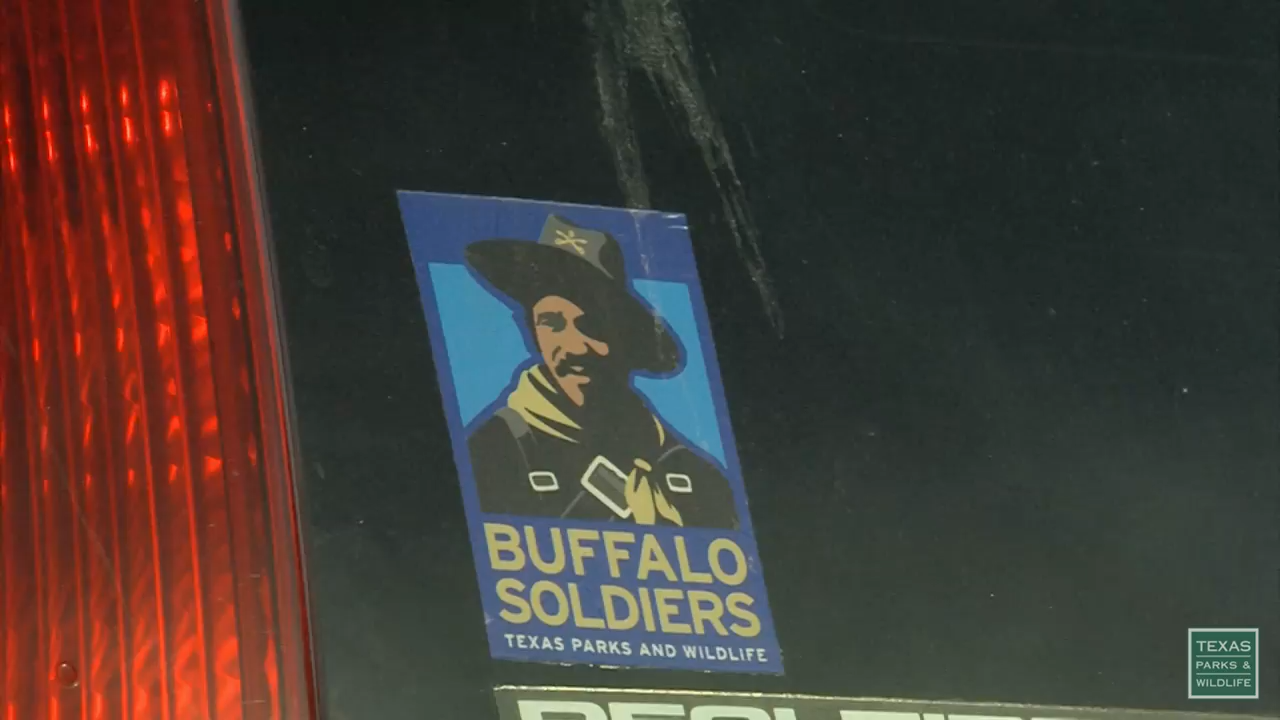 BUFFALO
SOLDIERS
TEXAS PARKS AND WILDLIFE
TEXAS
PARKS &
WILDLIFE